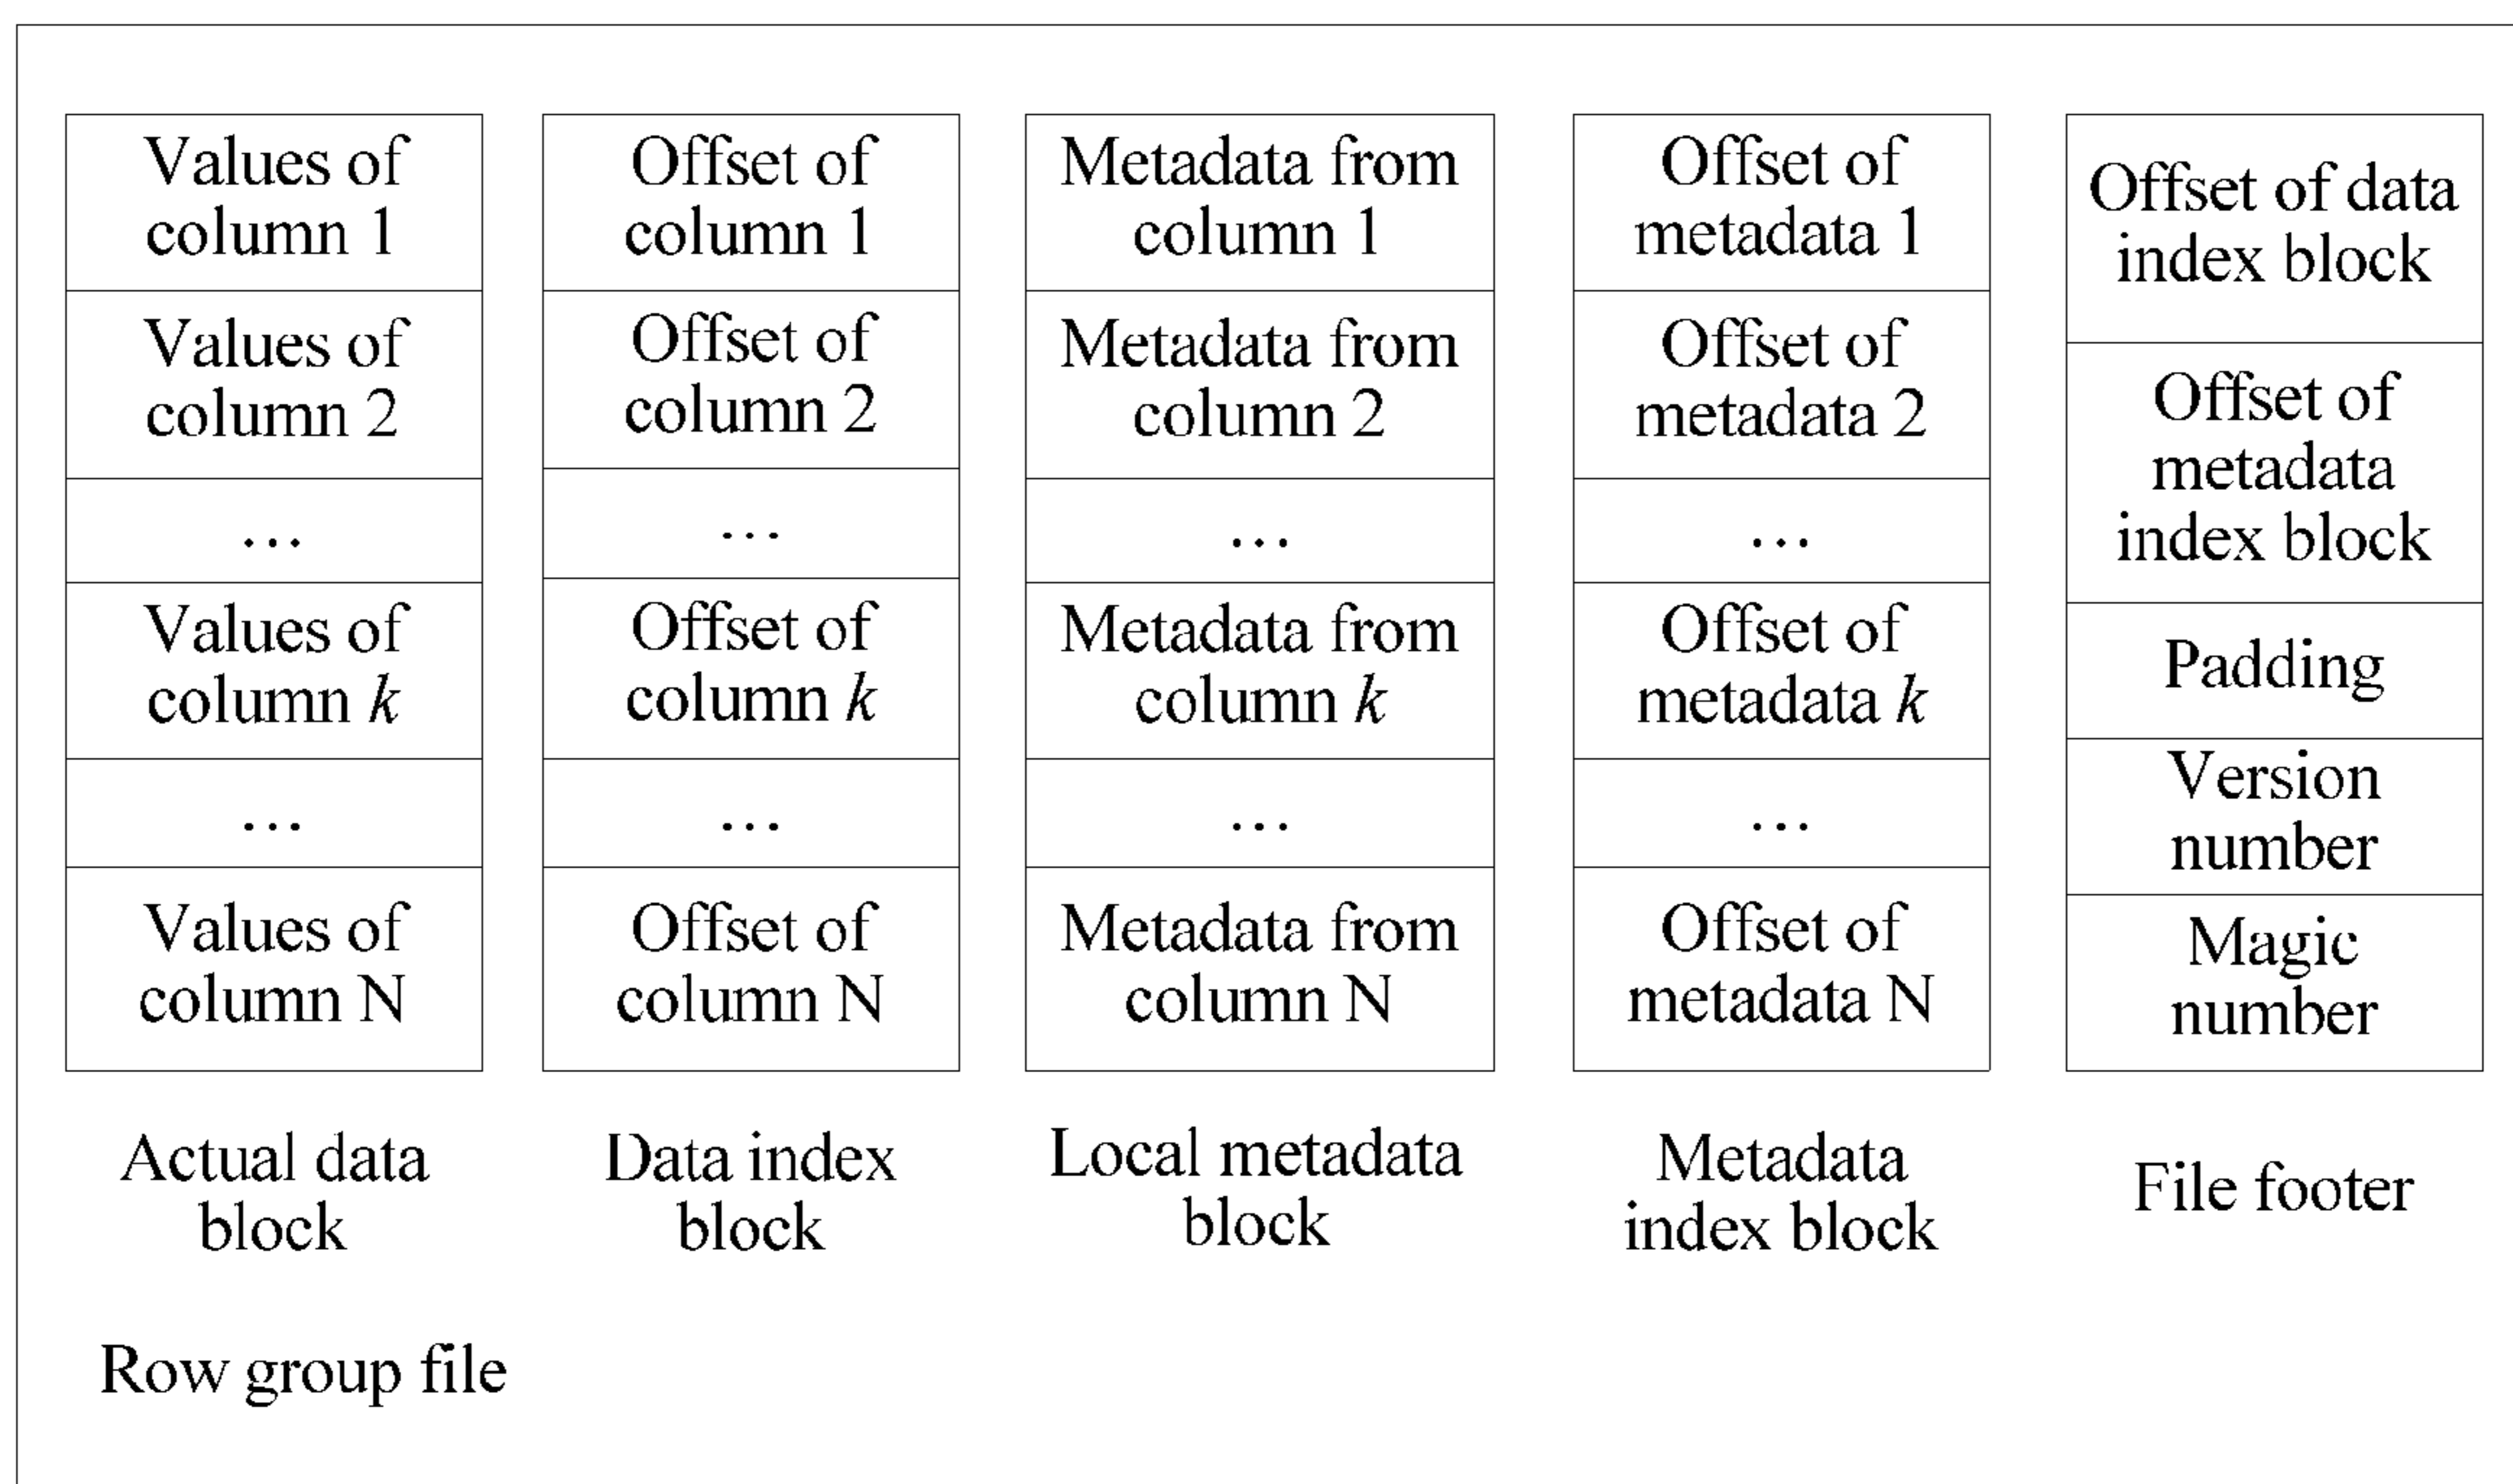 Values of
column 1
Values of
column 2
...
Values of
column k
...
Values of
column N
Actual data
block
Offset of
column 1
Offset of
column 2
...
Offset of
column k
...
Offset of
column N
Data index
block
Metadata from
column 1
Metadata from
column 2
...
Metadata from
column k
...
Metadata from
column N
Local metadata
block
Offset of
metadata 1
Offset of
metadata 2
...
Offset of
metadata k
...
Offset of
metadata N
Metadata
index block
Offset of data
index block
Offset of
metadata
index block
Padding
Version
number
Magic
number
File footer
Row group file